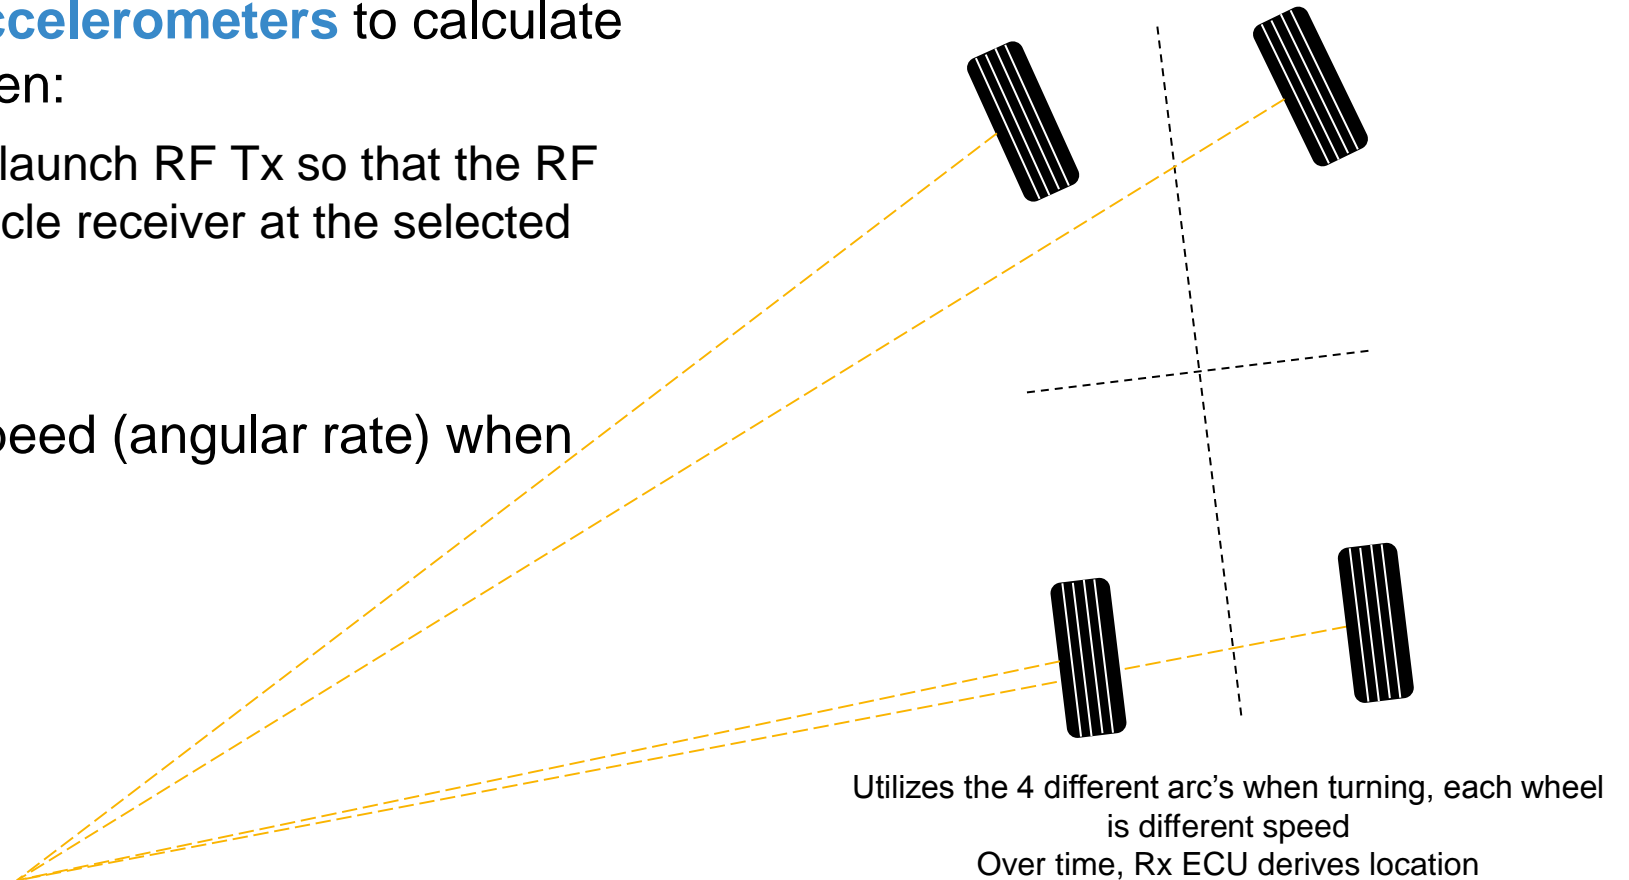 ccelerometers to calculate
en:
launch RF Tx so that the RF
cle receiver at the selected
peed (angular rate) when
Utilizes the 4 different arc's when turning, each wheel
is different speed
Over time, Rx ECU derives location